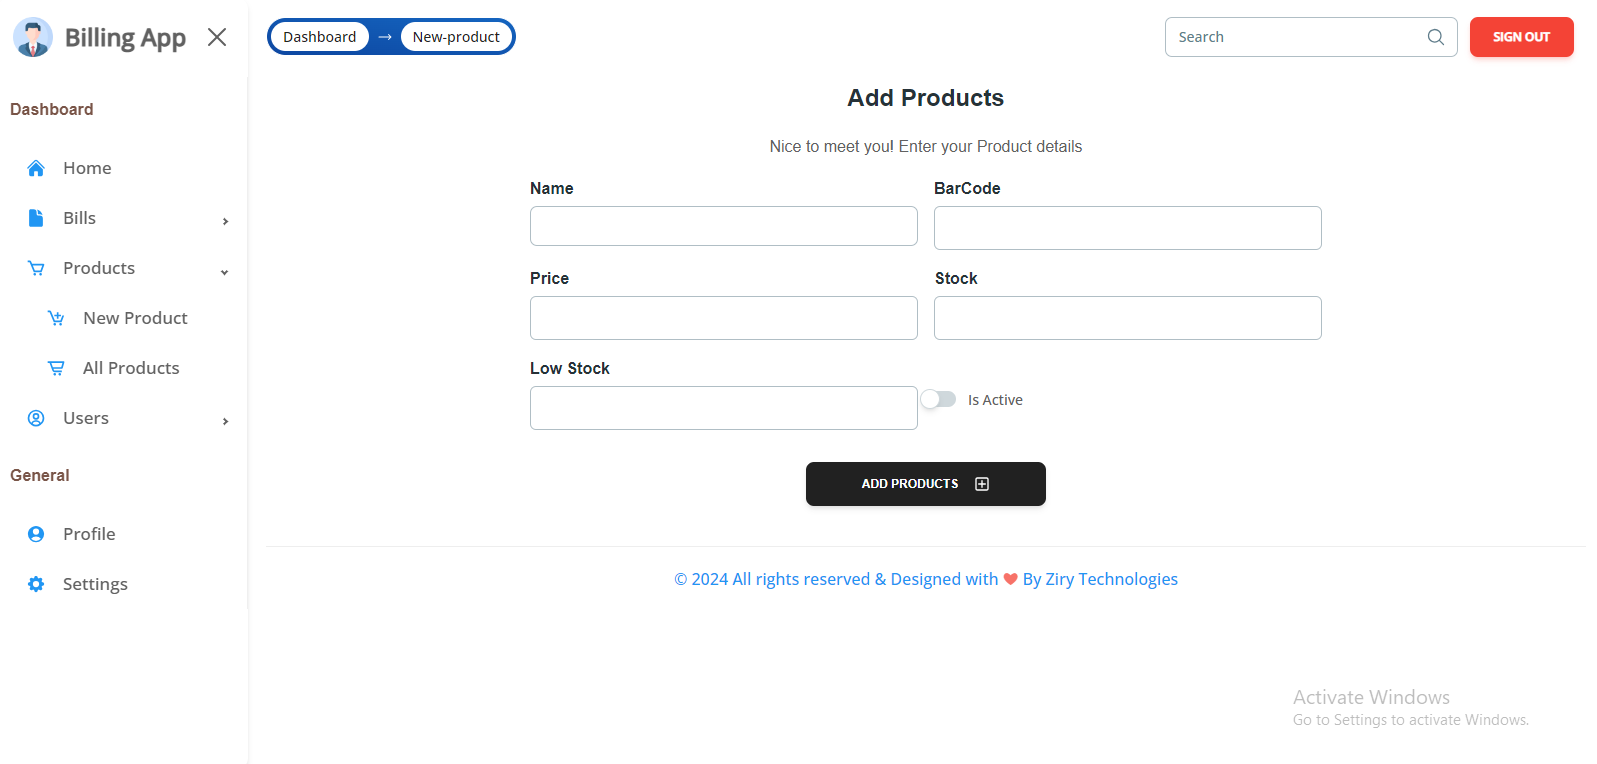 Billing App
Dashboard
Home
Bills
Products
New Product
All Products
Users
General
Profile
Settings
Dashboard → New-product
Search
SIGN OUT
Add Products
Nice to meet you! Enter your Product details
Name
BarCode
Price
Stock
Low Stock
Is Active
ADD PRODUCTS
© 2024 All rights reserved & Designed with ❤ By Ziry Technologies
Activate Windows
Go to Settings to activate Windows.